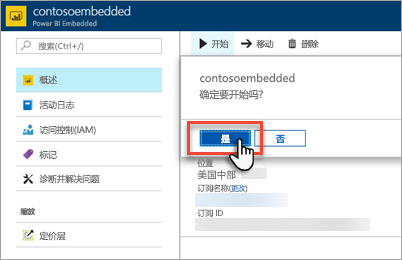 contosoembedded
Power BI Embedded
搜索(Ctrl+/)
概述
活动日志
访问控制(IAM)
标记
诊断并解决问题
缩放
定价层
开始
移动
删除
contosoembedded
确定要开始吗?
是
否
位置
美国中部
订阅名称(更改)
订阅 ID